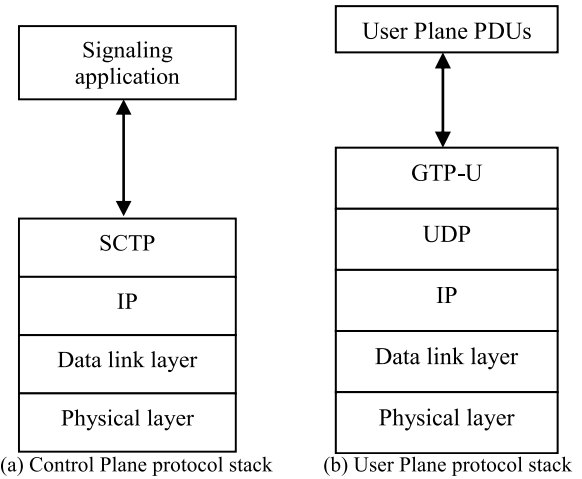 Signaling
application
SCTP
IP
Data link layer
Physical layer
(a) Control Plane protocol stack
User Plane PDUs
GTP-U
UDP
IP
Data link layer
Physical layer
(b) User Plane protocol stack